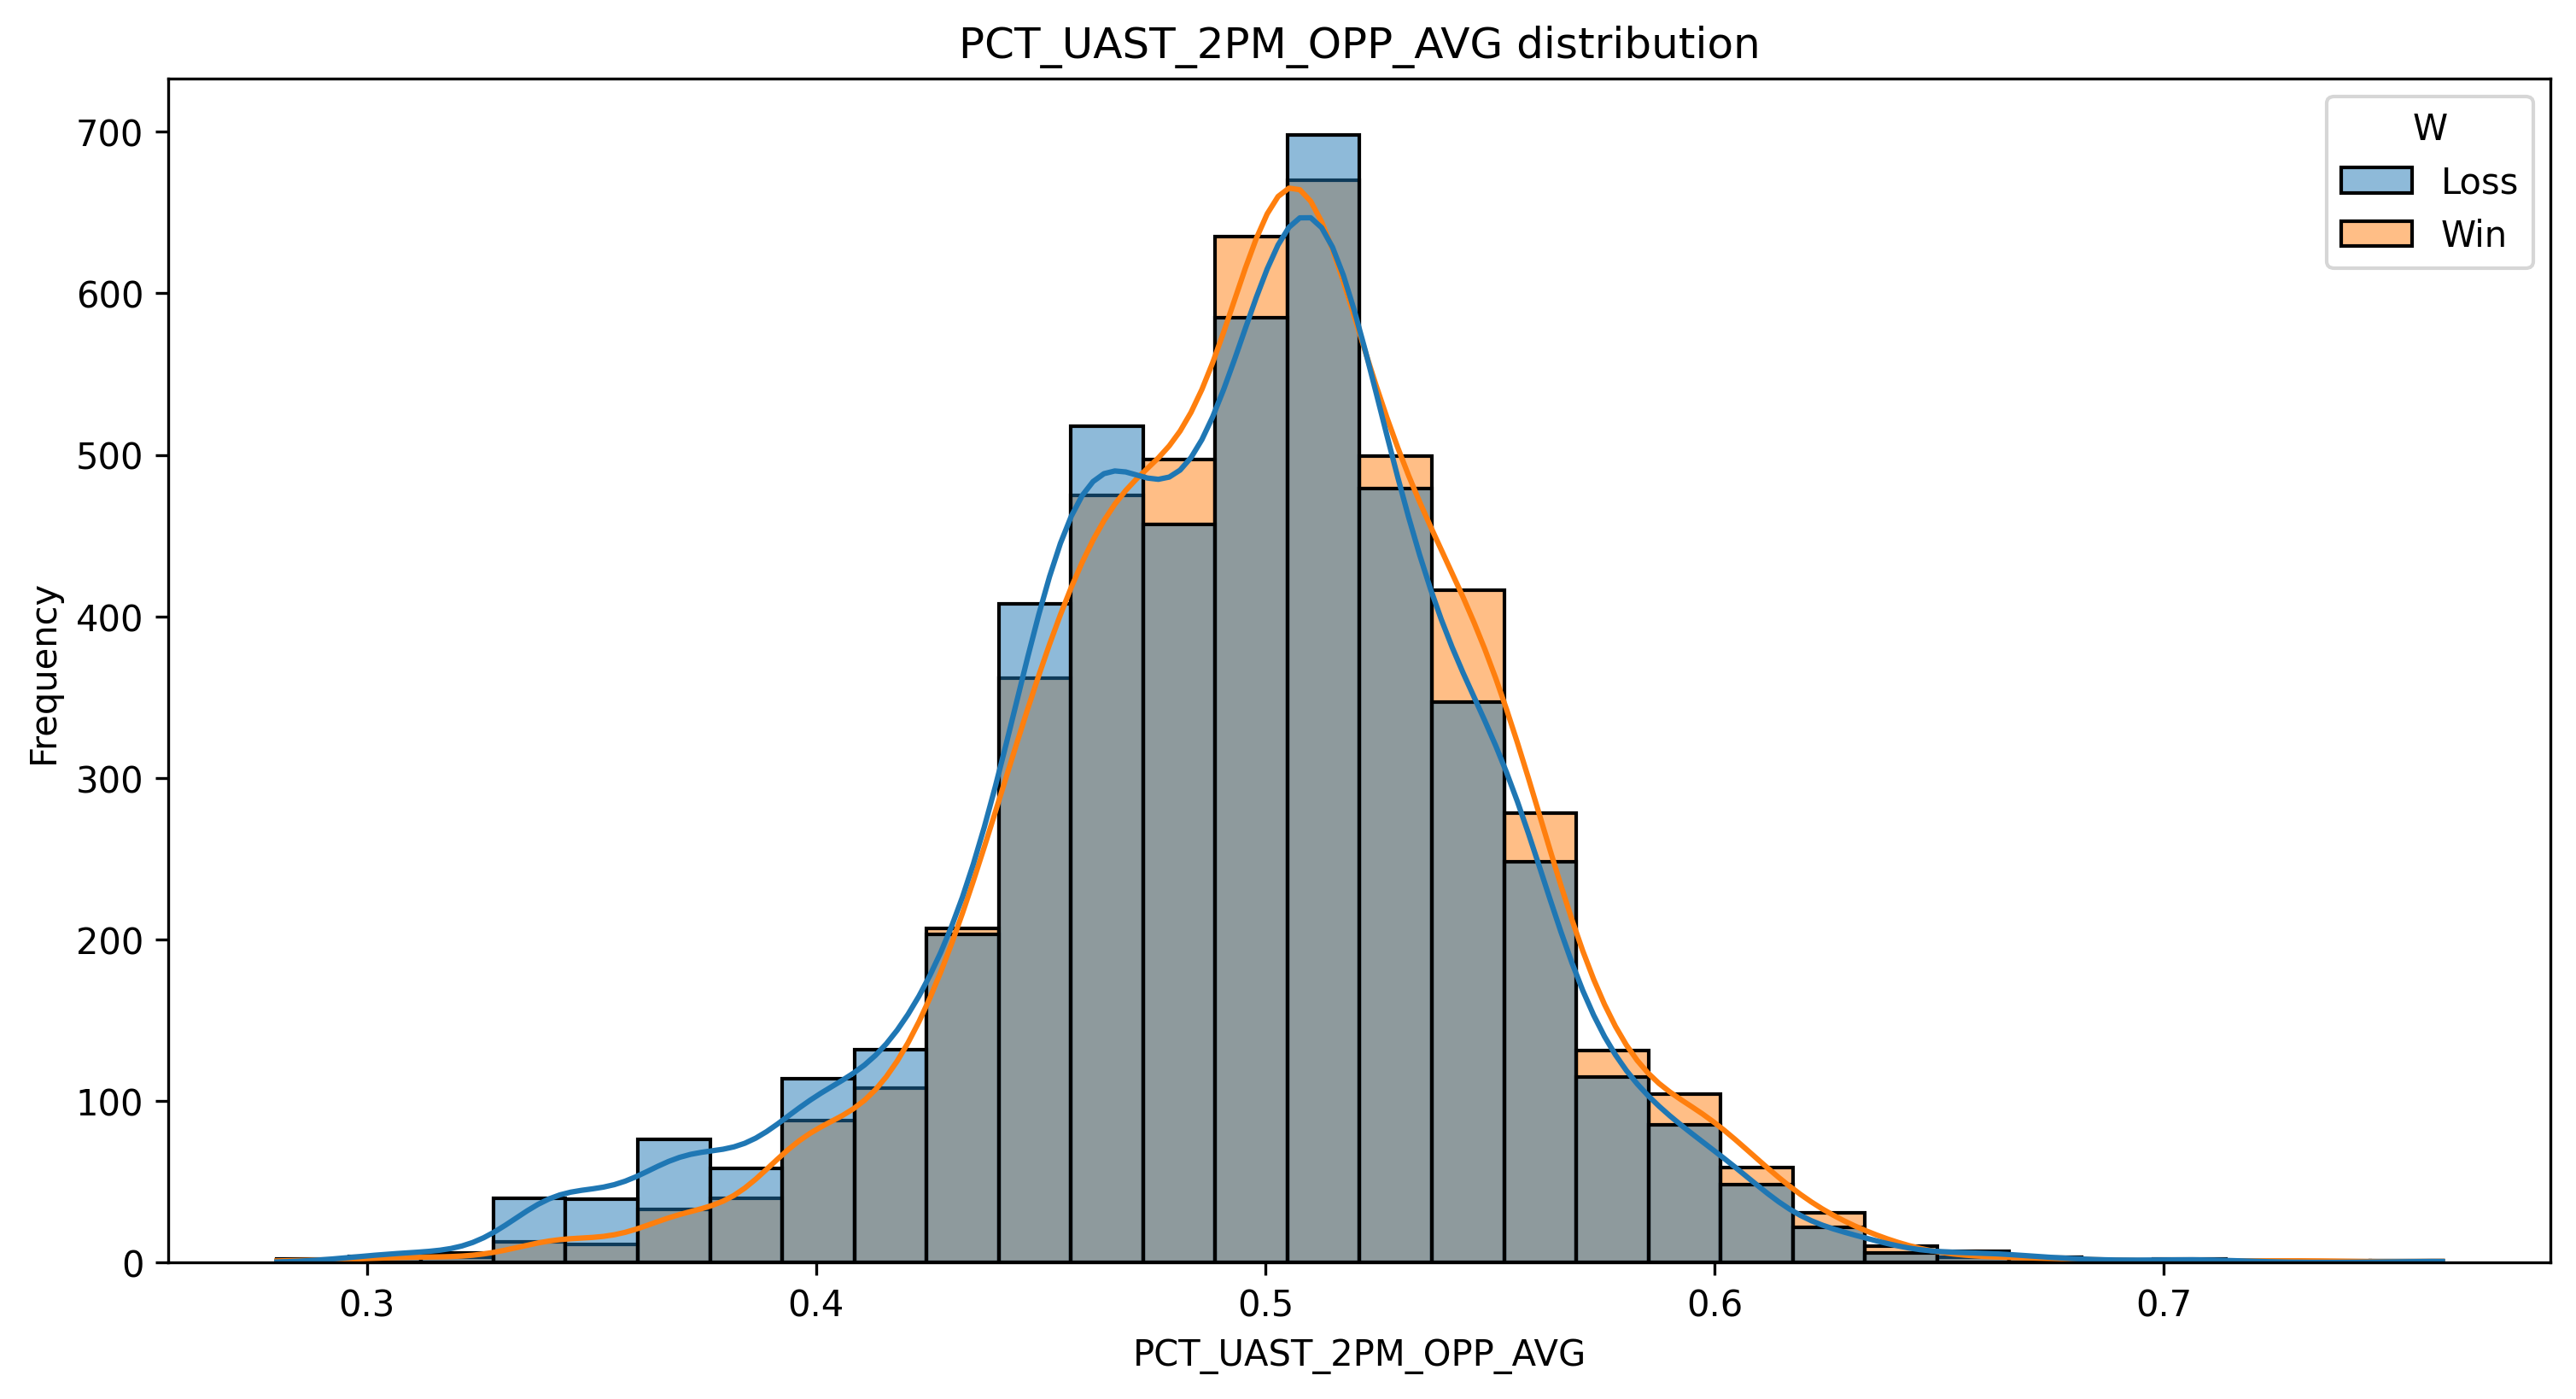 PCT_UAST_2PM_OPP_AVG distribution
W
Loss
Win
Frequency
700
600
500
400
300
200
100
0
0.3 0.4 0.5 0.6 0.7
PCT_UAST_2PM_OPP_AVG